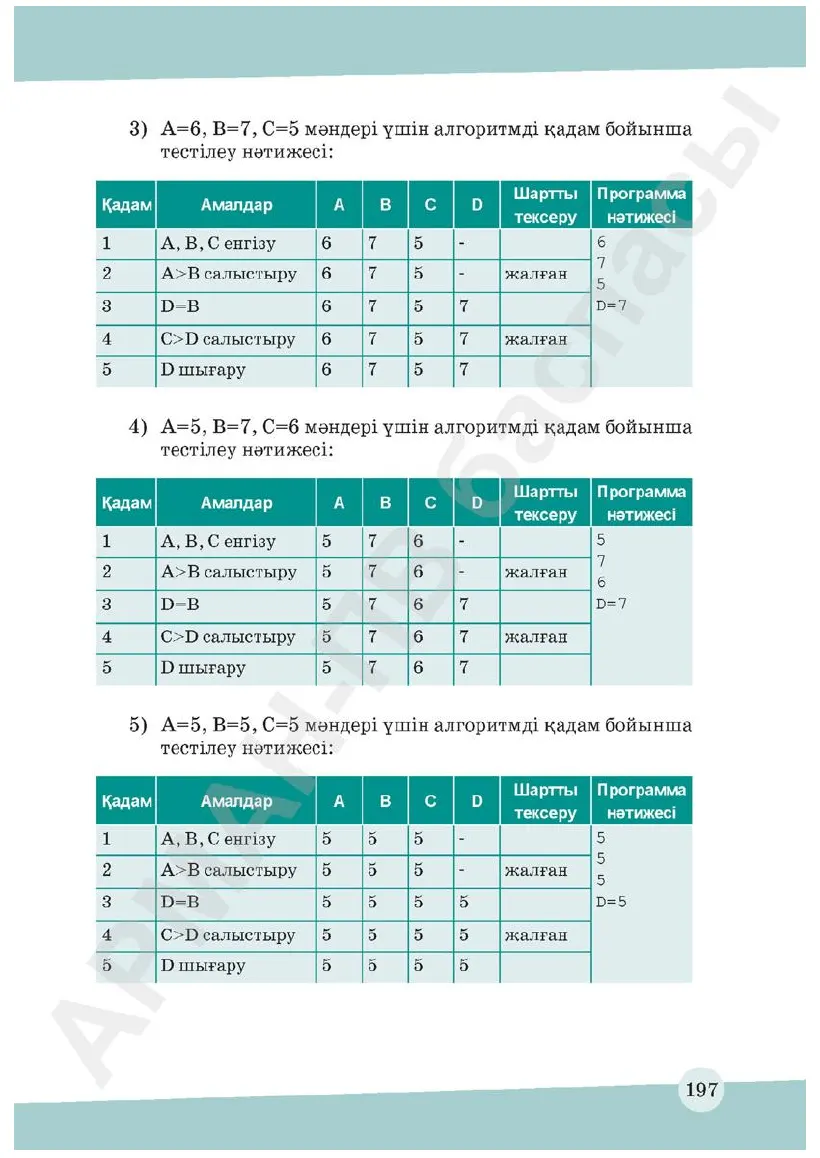 3) A=6, B=7, C=5 мәндері үшін алгоритмді қадам бойынша
тестілеу нәтижесі:
Қадам Амалдар A B C D Шартты тексеру Программа нәтижесі
1 A, B, C енгізу 6 7 5 - 6
2 A>B салыстыру 6 7 5 - жалған 7
5
3 D=B 6 7 5 7 D=7
4 C>D салыстыру 6 7 5 7 жалған
5 D шығару 6 7 5 7
4) A=5, B=7, C=6 мәндері үшін алгоритмді қадам бойынша
тестілеу нәтижесі:
Қадам Амалдар A B C D Шартты тексеру Программа нәтижесі
1 A, B, C енгізу 5 7 6 - 5
2 A>B салыстыру 5 7 6 - жалған 7
6
3 D=B 5 7 6 7 D=7
4 C>D салыстыру 5 7 6 7 жалған
5 D шығару 5 7 6 7
5) A=5, B=5, C=5 мәндері үшін алгоритмді қадам бойынша
тестілеу нәтижесі:
Қадам Амалдар A B C D Шартты тексеру Программа нәтижесі
1 A, B, C енгізу 5 5 5 - 5
2 A>B салыстыру 5 5 5 - жалған 5
5
3 D=B 5 5 5 5 D=5
4 C>D салыстыру 5 5 5 5 жалған
5 D шығару 5 5 5 5
197
АРМАН-ПВ баспасы